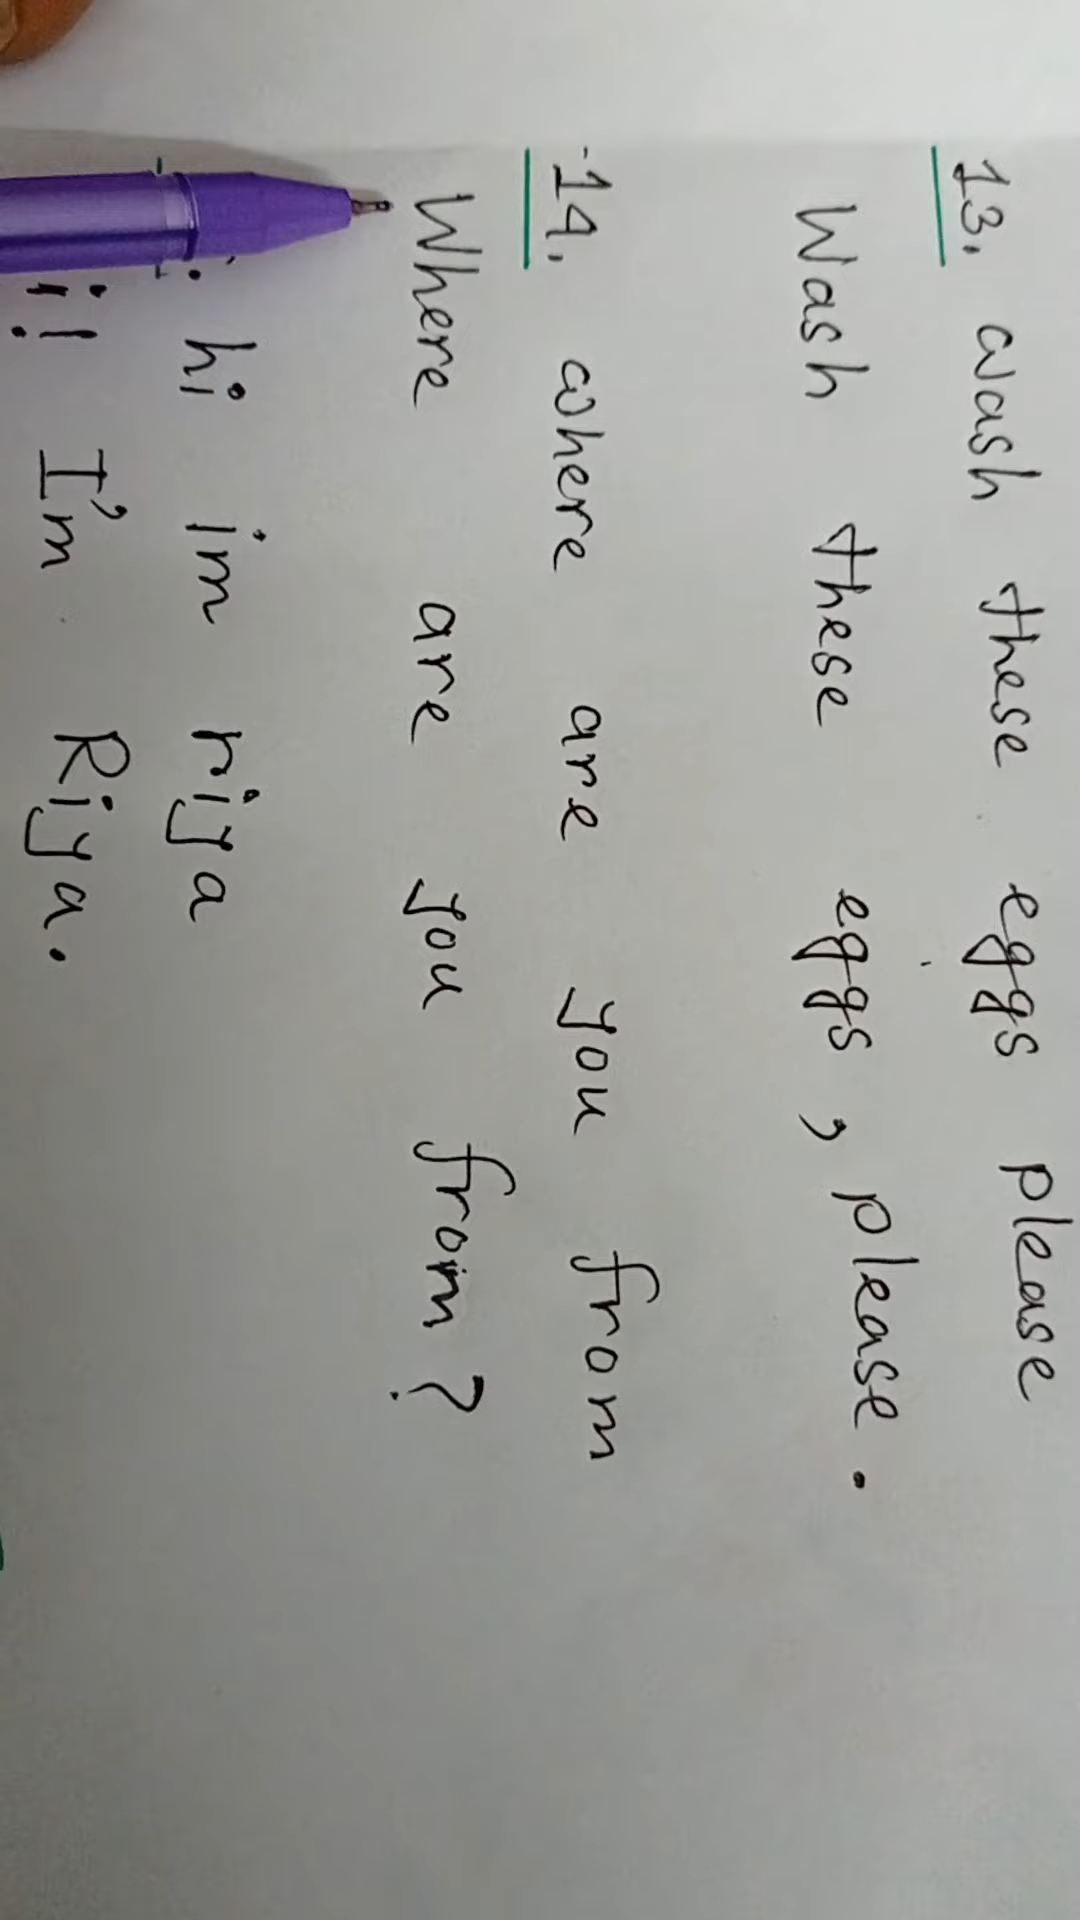 13. wash these eggs please
Wash these eggs, please.
14. where are you from
Where are you from?
hi im rija
I'm Rija.